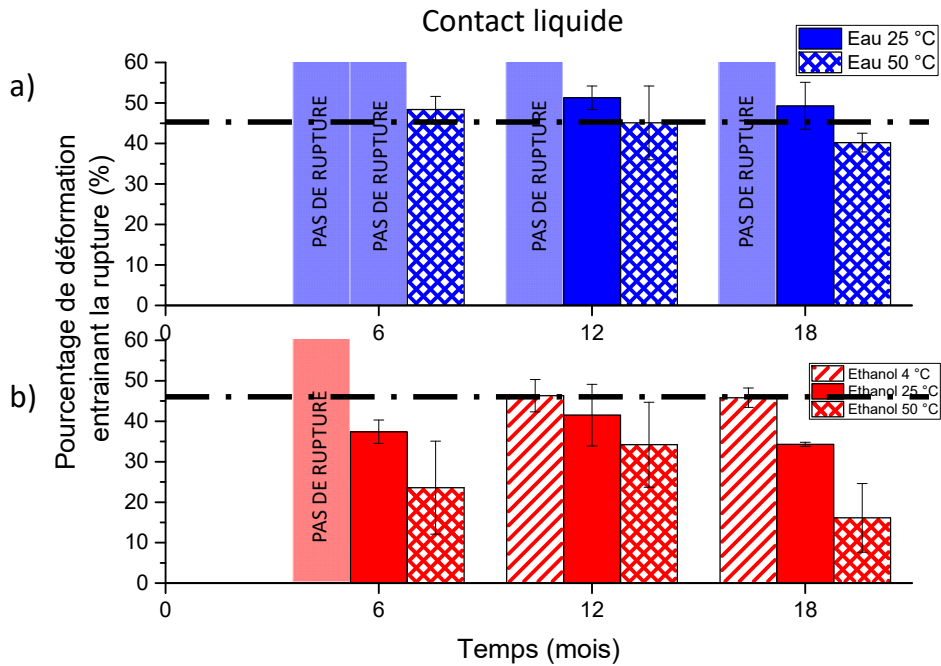 Contact liquide
Eau 25 °C
Eau 50 °C
a)
60
50
40
30
20
10
0
PAS DE RUPTURE
PAS DE RUPTURE
PAS DE RUPTURE
PAS DE RUPTURE
0
6
12
18
Pourcentage de déformation
entrainant la rupture (%)
b)
60
50
40
30
20
10
0
Ethanol 4 °C
Ethanol 25 °C
Ethanol 50 °C
PAS DE RUPTURE
0
6
12
18
Temps (mois)